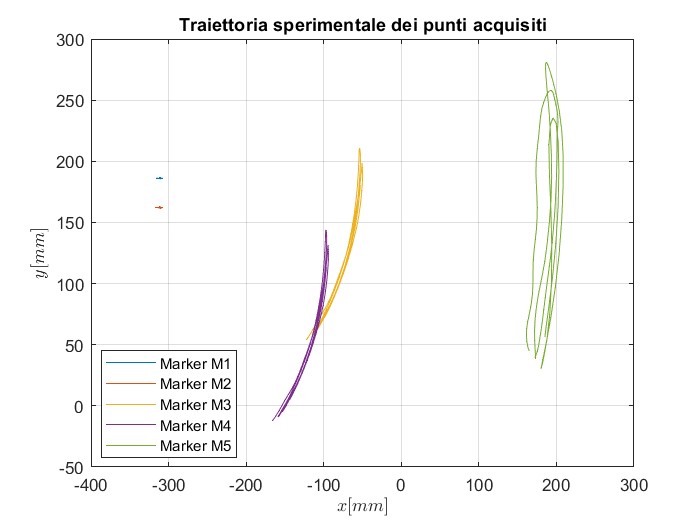 Traiettoria sperimentale dei punti acquisiti
300
250
200
150
100
50
0
-50
y[mm]
Marker M1
Marker M2
Marker M3
Marker M4
Marker M5
-400 -300 -200 -100 0 100 200 300
x[mm]